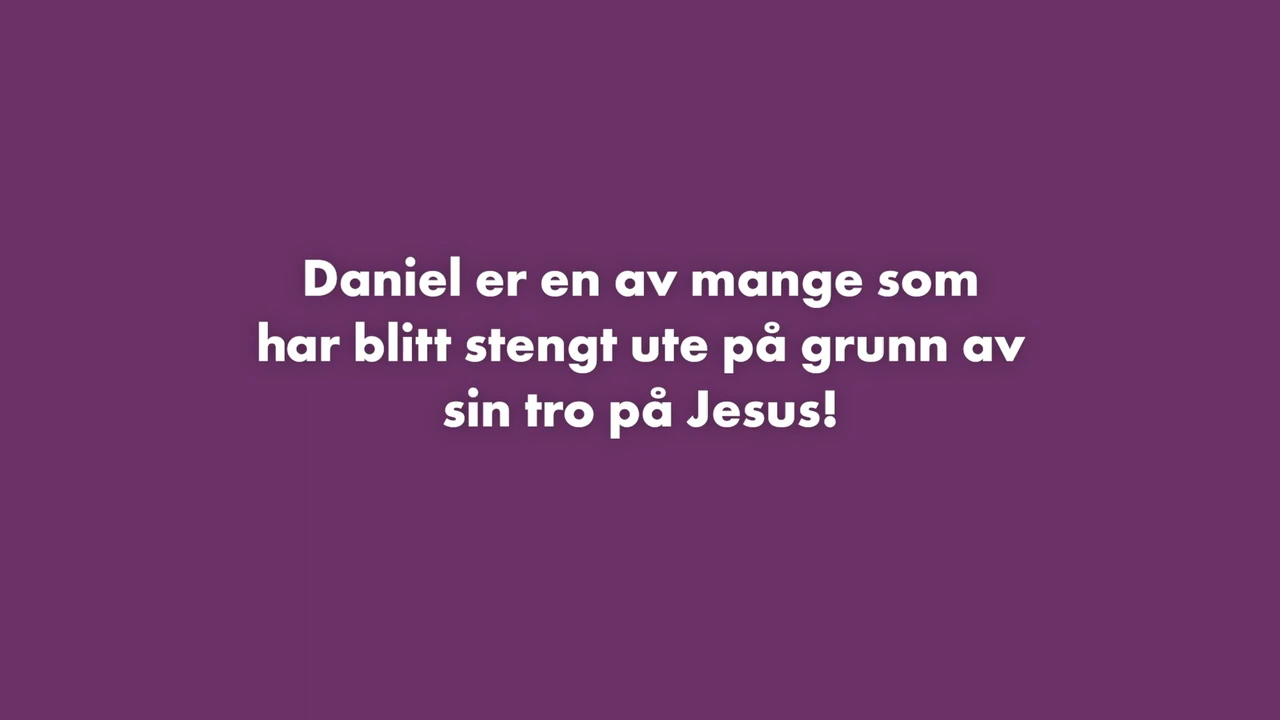 Daniel er en av mange som
har blitt stengt ute på grunn av
sin tro på Jesus!